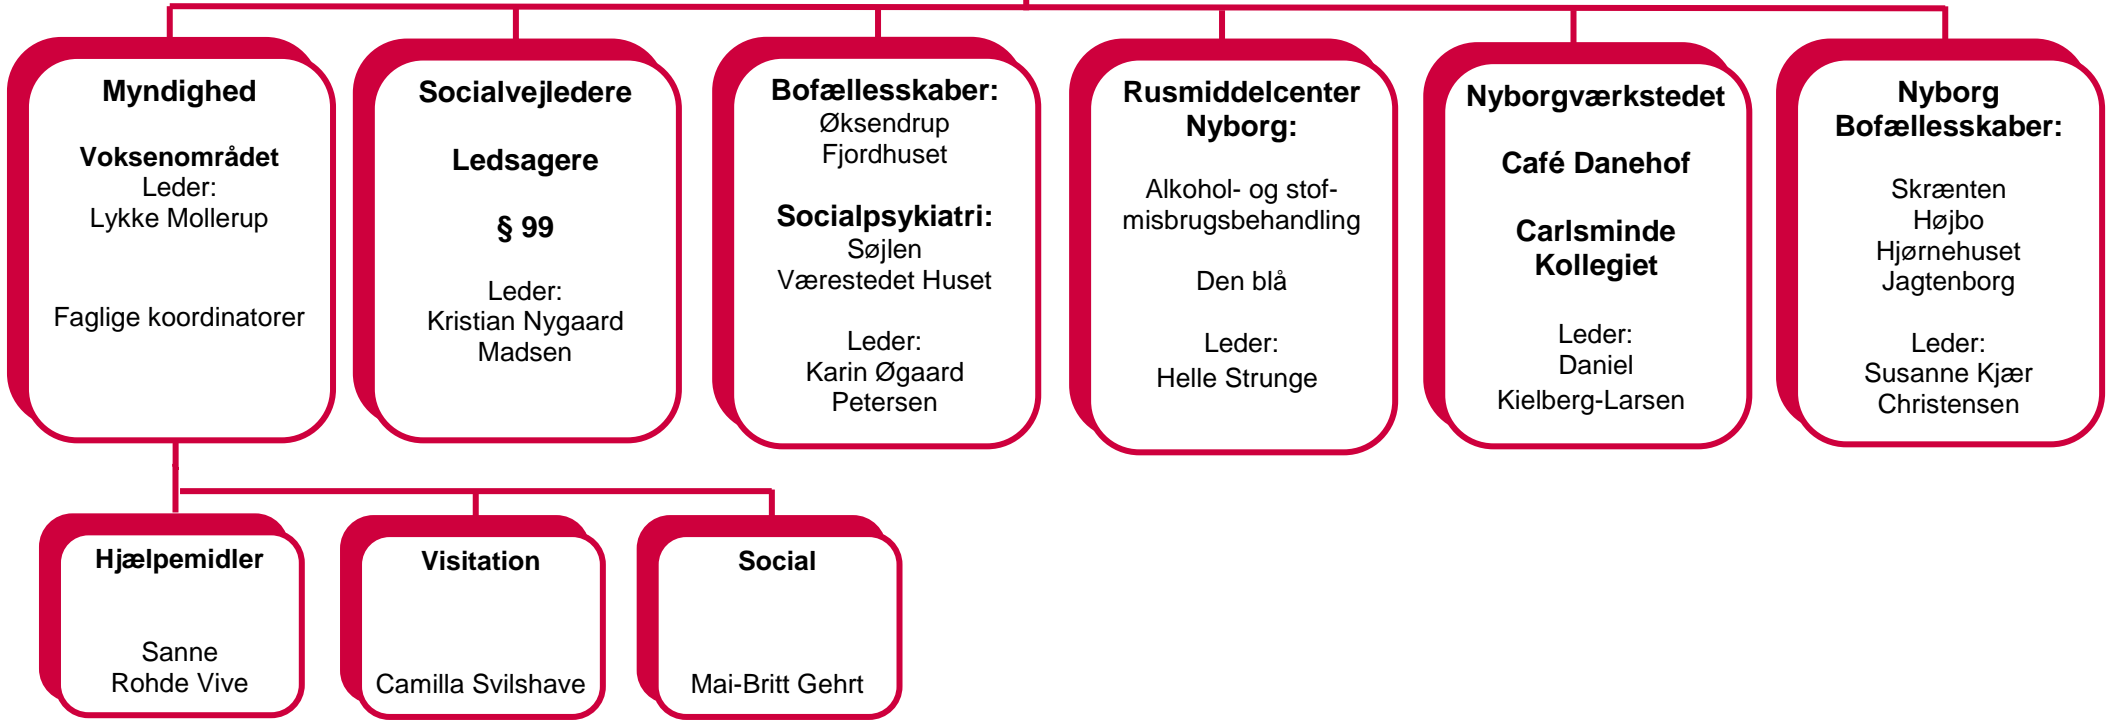 Myndighed
Voksenområdet
Leder:
Lykke Mollerup
Faglige koordinatorer
Socialvejledere
Ledsagere
§ 99
Leder:
Kristian Nygaard
Madsen
Bofællesskaber:
Øksendrup
Fjordhuset
Socialpsykiatri:
Søjlen
Værestedet Huset
Leder:
Karin Øgaard
Petersen
Rusmiddelcenter
Nyborg:
Alkohol- og stof-
misbrugsbehandling
Den blå
Leder:
Helle Strunge
Nyborgværkstedet
Café Danehof
Carlsminde
Kollegiet
Leder:
Daniel
Kielberg-Larsen
Nyborg
Bofællesskaber:
Skrænten
Højbo
Hjørnehuset
Jagtenborg
Leder:
Susanne Kjær
Christensen
Hjælpemidler
Sanne
Rohde Vive
Visitation
Camilla Svilshave
Social
Mai-Britt Gehrt